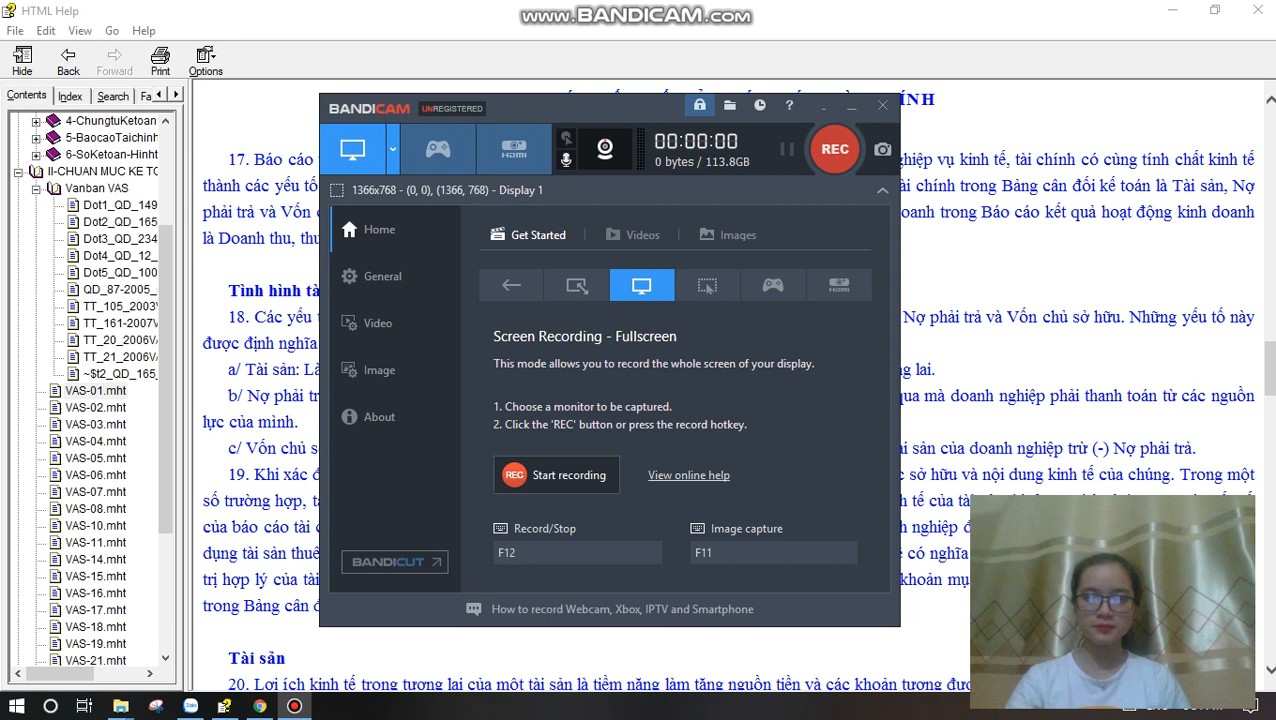 HTML Help
www.BANDICAM.com
File Edit View Go Help
Hide Back Forward Print Options
Contents Index Search Fa
4-ChungtuKetoan
5-BaocaoTaichinh
6-SoKetoan-Hinht
II-CHUAN MUC KE TO
Vanban VAS
Dot1_QD_149
Dot2_QD_165
Dot3_QD_234
Dot4_QD_12_
Dot5_QD_100
QD_87-2005_
TT_105_2003V
TT_161-2007V
TT_20_2006VA
TT_21_2006VA
~$t2_QD_165_
VAS-01.mht
VAS-02.mht
VAS-03.mht
VAS-04.mht
VAS-05.mht
VAS-06.mht
VAS-07.mht
VAS-08.mht
VAS-10.mht
VAS-11.mht
VAS-14.mht
VAS-15.mht
VAS-16.mht
VAS-17.mht
VAS-18.mht
VAS-19.mht
VAS-21.mht
ÍNH
17. Báo cáo
nghiệp vụ kinh tế, tài chính có cùng tính chất kinh tế
thành các yếu tố
ài chính trong Bảng cân đối kế toán là Tài sản, Nợ
phải trả và Vốn c
oanh trong Báo cáo kết quả hoạt động kinh doanh
là Doanh thu, thu
Tình hình tà
18. Các yếu
Nợ phải trả và Vốn chủ sở hữu. Những yếu tố này
được định nghĩa
a/ Tài sản: Là
ng lai.
b/ Nợ phải tr
qua mà doanh nghiệp phải thanh toán từ các nguồn
lực của mình.
c/ Vốn chủ s
ài sản của doanh nghiệp trừ (-) Nợ phải trả.
19. Khi xác đ
c sở hữu và nội dung kinh tế của chúng. Trong một
số trường hợp, t
của báo cáo tài c
dụng tài sản thuê
trị hợp lý của tài
trong Bảng cân đ
Tài sản
20. Lợi ích kinh tế trong tương lai của một tài sản là tiềm năng làm tăng nguồn tiền và các khoản tương đư
BANDICAM UNREGISTERED
HDMI
00:00:00
0 bytes / 113.8GB
REC
1366x768 - (0, 0), (1366, 768) - Display 1
Home
General
Video
Image
About
BANDICUT
Get Started Videos Images
HDMI
Screen Recording - Fullscreen
This mode allows you to record the whole screen of your display.
1. Choose a monitor to be captured.
2. Click the 'REC' button or press the record hotkey.
REC Start recording View online help
Record/Stop Image capture
F12 F11
How to record Webcam, Xbox, IPTV and Smartphone
Zalo